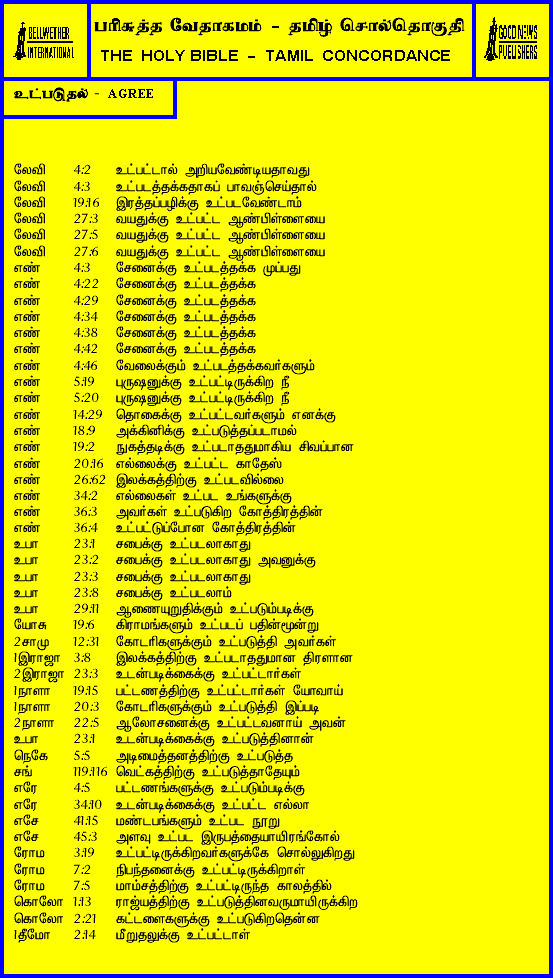 BELLWETHER INTERNATIONAL
பரிசுத்த வேதாகமம் - தமிழ் சொல்தொகுதி
THE HOLY BIBLE - TAMIL CONCORDANCE
GOOD NEWS PUBLISHERS
உட்படுதல் - AGREE
லேவி 4:2 உட்பட்டால் அறியவேண்டியதாவது
லேவி 4:3 உட்படத்தக்கதாகப் பாவஞ்செய்தால்
லேவி 19:16 இரத்தப்பழிக்கு உட்படவேண்டாம்
லேவி 27:3 வயதுக்கு உட்பட்ட ஆண்பிள்ளையை
லேவி 27:5 வயதுக்கு உட்பட்ட ஆண்பிள்ளையை
லேவி 27:6 வயதுக்கு உட்பட்ட ஆண்பிள்ளையை
எண் 4:3 சேனைக்கு உட்படத்தக்க முப்பது
எண் 4:22 சேனைக்கு உட்படத்தக்க
எண் 4:29 சேனைக்கு உட்படத்தக்க
எண் 4:34 சேனைக்கு உட்படத்தக்க
எண் 4:38 சேனைக்கு உட்படத்தக்க
எண் 4:42 சேனைக்கு உட்படத்தக்க
எண் 4:46 வேலைக்கும் உட்படத்தக்கவர்களும்
எண் 5:19 புருஷனுக்கு உட்பட்டிருக்கிற நீ
எண் 5:20 புருஷனுக்கு உட்பட்டிருக்கிற நீ
எண் 14:29 தொகைக்கு உட்பட்டவர்களும் எனக்கு
எண் 18:9 அக்கினிக்கு உட்படுத்தப்படாமல்
எண் 19:2 நுகத்தடிக்கு உட்படாததுமாகிய சிவப்பான
எண் 20:16 எல்லைக்கு உட்பட்ட காதேஸ்
எண் 26:62 இலக்கத்திற்கு உட்படவில்லை
எண் 34:2 எல்லைகள் உட்பட உங்களுக்கு
எண் 36:3 அவர்கள் உட்படுகிற கோத்திரத்தின்
எண் 36:4 உட்பட்டுப்போன கோத்திரத்தின்
உபா 23:1 சபைக்கு உட்படலாகாது
உபா 23:2 சபைக்கு உட்படலாகாது அவனுக்கு
உபா 23:3 சபைக்கு உட்படலாகாது
உபா 23:8 சபைக்கு உட்படலாம்
உபா 29:11 ஆணையுறுதிக்கும் உட்படும்படிக்கு
யோசு 19:6 கிராமங்களும் உட்படப் பதின்மூன்று
2சாமு 12:31 கோடரிகளுக்கும் உட்படுத்தி அவர்கள்
1இராஜா 3:8 இலக்கத்திற்கு உட்படாததுமான திரளான
2இராஜா 23:3 உடன்படிக்கைக்கு உட்பட்டார்கள்
1நாளா 19:15 பட்டணத்திற்கு உட்பட்டார்கள் யோவாய்
1நாளா 20:3 கோடரிகளுக்கும் உட்படுத்தி இப்படி
2நாளா 22:5 ஆலோசனைக்கு உட்பட்டவனாய் அவன்
உபா 23:1 உடன்படிக்கைக்கு உட்படுத்தினான்
நெகே 5:5 அடிமைத்தனத்திற்கு உட்படுத்த
சங் 119:116 வெட்கத்திற்கு உட்படுத்தாதேயும்
எரே 4:5 பட்டணங்களுக்கு உட்படும்படிக்கு
எரே 34:10 உடன்படிக்கைக்கு உட்பட்ட எல்லா
எசே 41:15 மண்டபங்களும் உட்பட நூறு
எசே 45:3 அளவு உட்பட இருபத்தையாயிரங்கோல்
ரோம 3:19 உட்பட்டிருக்கிறவர்களுக்கே சொல்லுகிறது
ரோம 7:2 நிபந்தனைக்கு உட்பட்டிருக்கிறாள்
ரோம 7:5 மாம்சத்திற்கு உட்பட்டிருந்த காலத்தில்
கொலோ 1:13 ராஜ்யத்திற்கு உட்படுத்தினவருமாயிருக்கிற
கொலோ 2:21 கட்டளைகளுக்கு உட்படுகிறதென்ன
1தீமோ 2:14 மீறுதலுக்கு உட்பட்டாள்